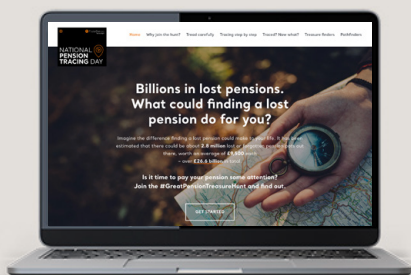 Home Why join the hunt? Tread carefully Tracing step by step Traced? Now what? Treasure finders Pathfinders
NATIONAL
PENSION
TRACING DAY
Billions in lost pensions.
What could finding a lost
pension do for you?
Imagine the difference finding a lost pension could make to your life. It has been
estimated that there could be about 2.8 million lost or forgotten pension pots out
there, worth an average of £9,500 each
– over £26.6 billion in total.
Is it time to pay your pension some attention?
Join the #GreatPensionTreasureHunt and find out.
GET STARTED